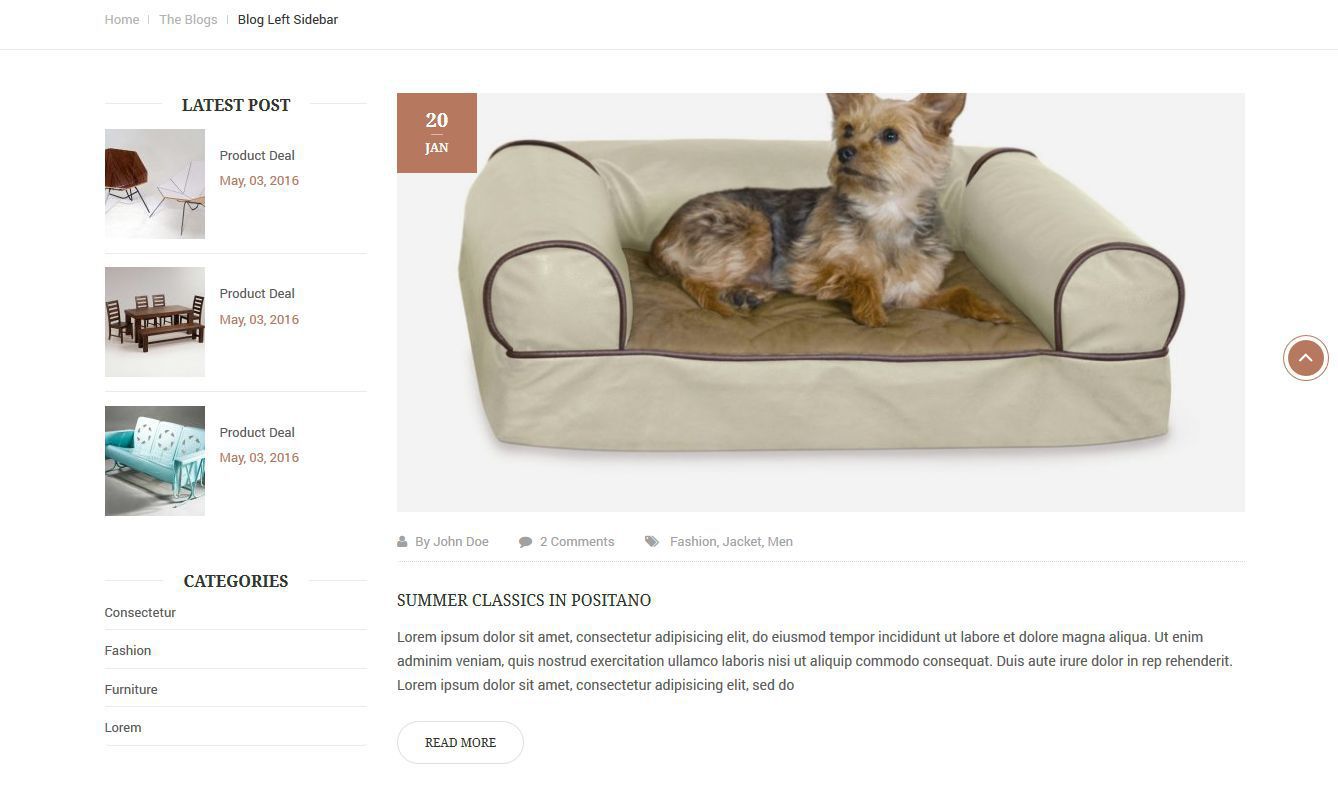 Home
The Blogs
Blog Left Sidebar
LATEST POST
Product Deal
May, 03, 2016
Product Deal
May, 03, 2016
Product Deal
May, 03, 2016
CATEGORIES
Consectetur
Fashion
Furniture
Lorem
20
JAN
By John Doe
2 Comments
Fashion, Jacket, Men
SUMMER CLASSICS IN POSITANO
Lorem ipsum dolor sit amet, consectetur adipisicing elit, do eiusmod tempor incididunt ut labore et dolore magna aliqua. Ut enim
adminim veniam, quis nostrud exercitation ullamco laboris nisi ut aliquip commodo consequat. Duis aute irure dolor in rep rehenderit.
Lorem ipsum dolor sit amet, consectetur adipisicing elit, sed do
READ MORE